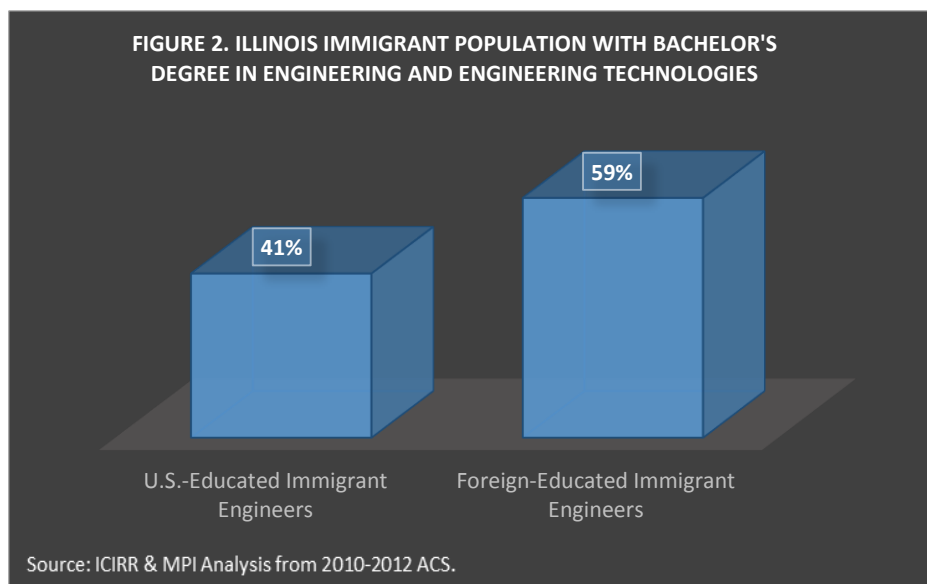 FIGURE 2. ILLINOIS IMMIGRANT POPULATION WITH BACHELOR'S
DEGREE IN ENGINEERING AND ENGINEERING TECHNOLOGIES
41%
59%
U.S.-Educated Immigrant
Engineers
Foreign-Educated Immigrant
Engineers
Source: ICIRR & MPI Analysis from 2010-2012 ACS.